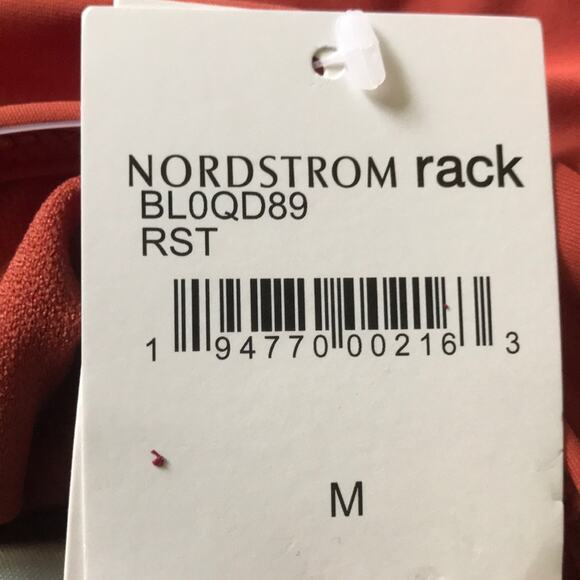 NORDSTROM rack
BL0QD89
RST
1 94770 00216 3
M